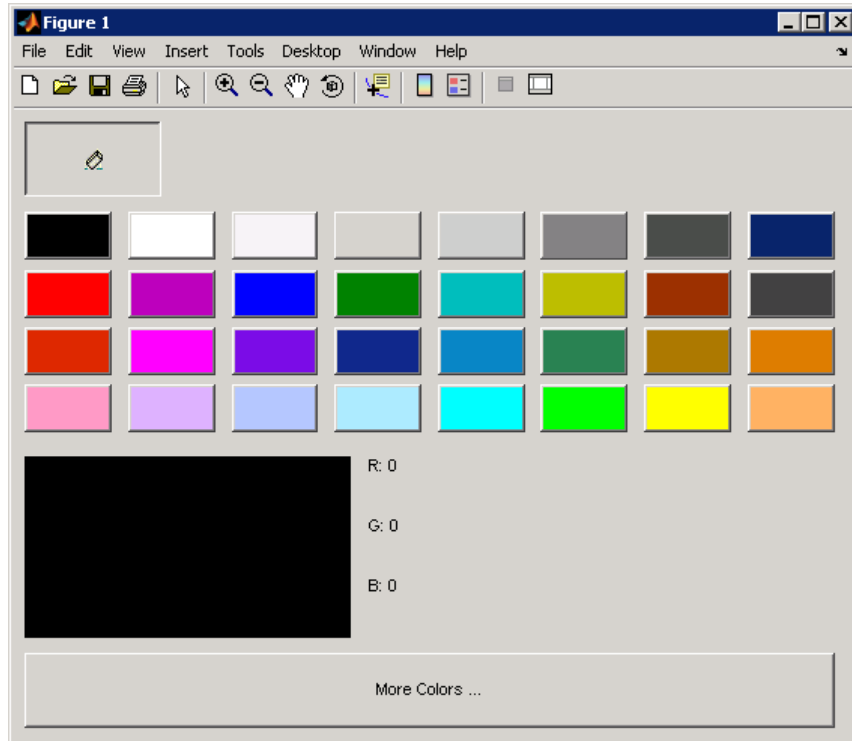 Figure 1
File Edit View Insert Tools Desktop Window Help
R: 0
G: 0
B: 0
More Colors ...